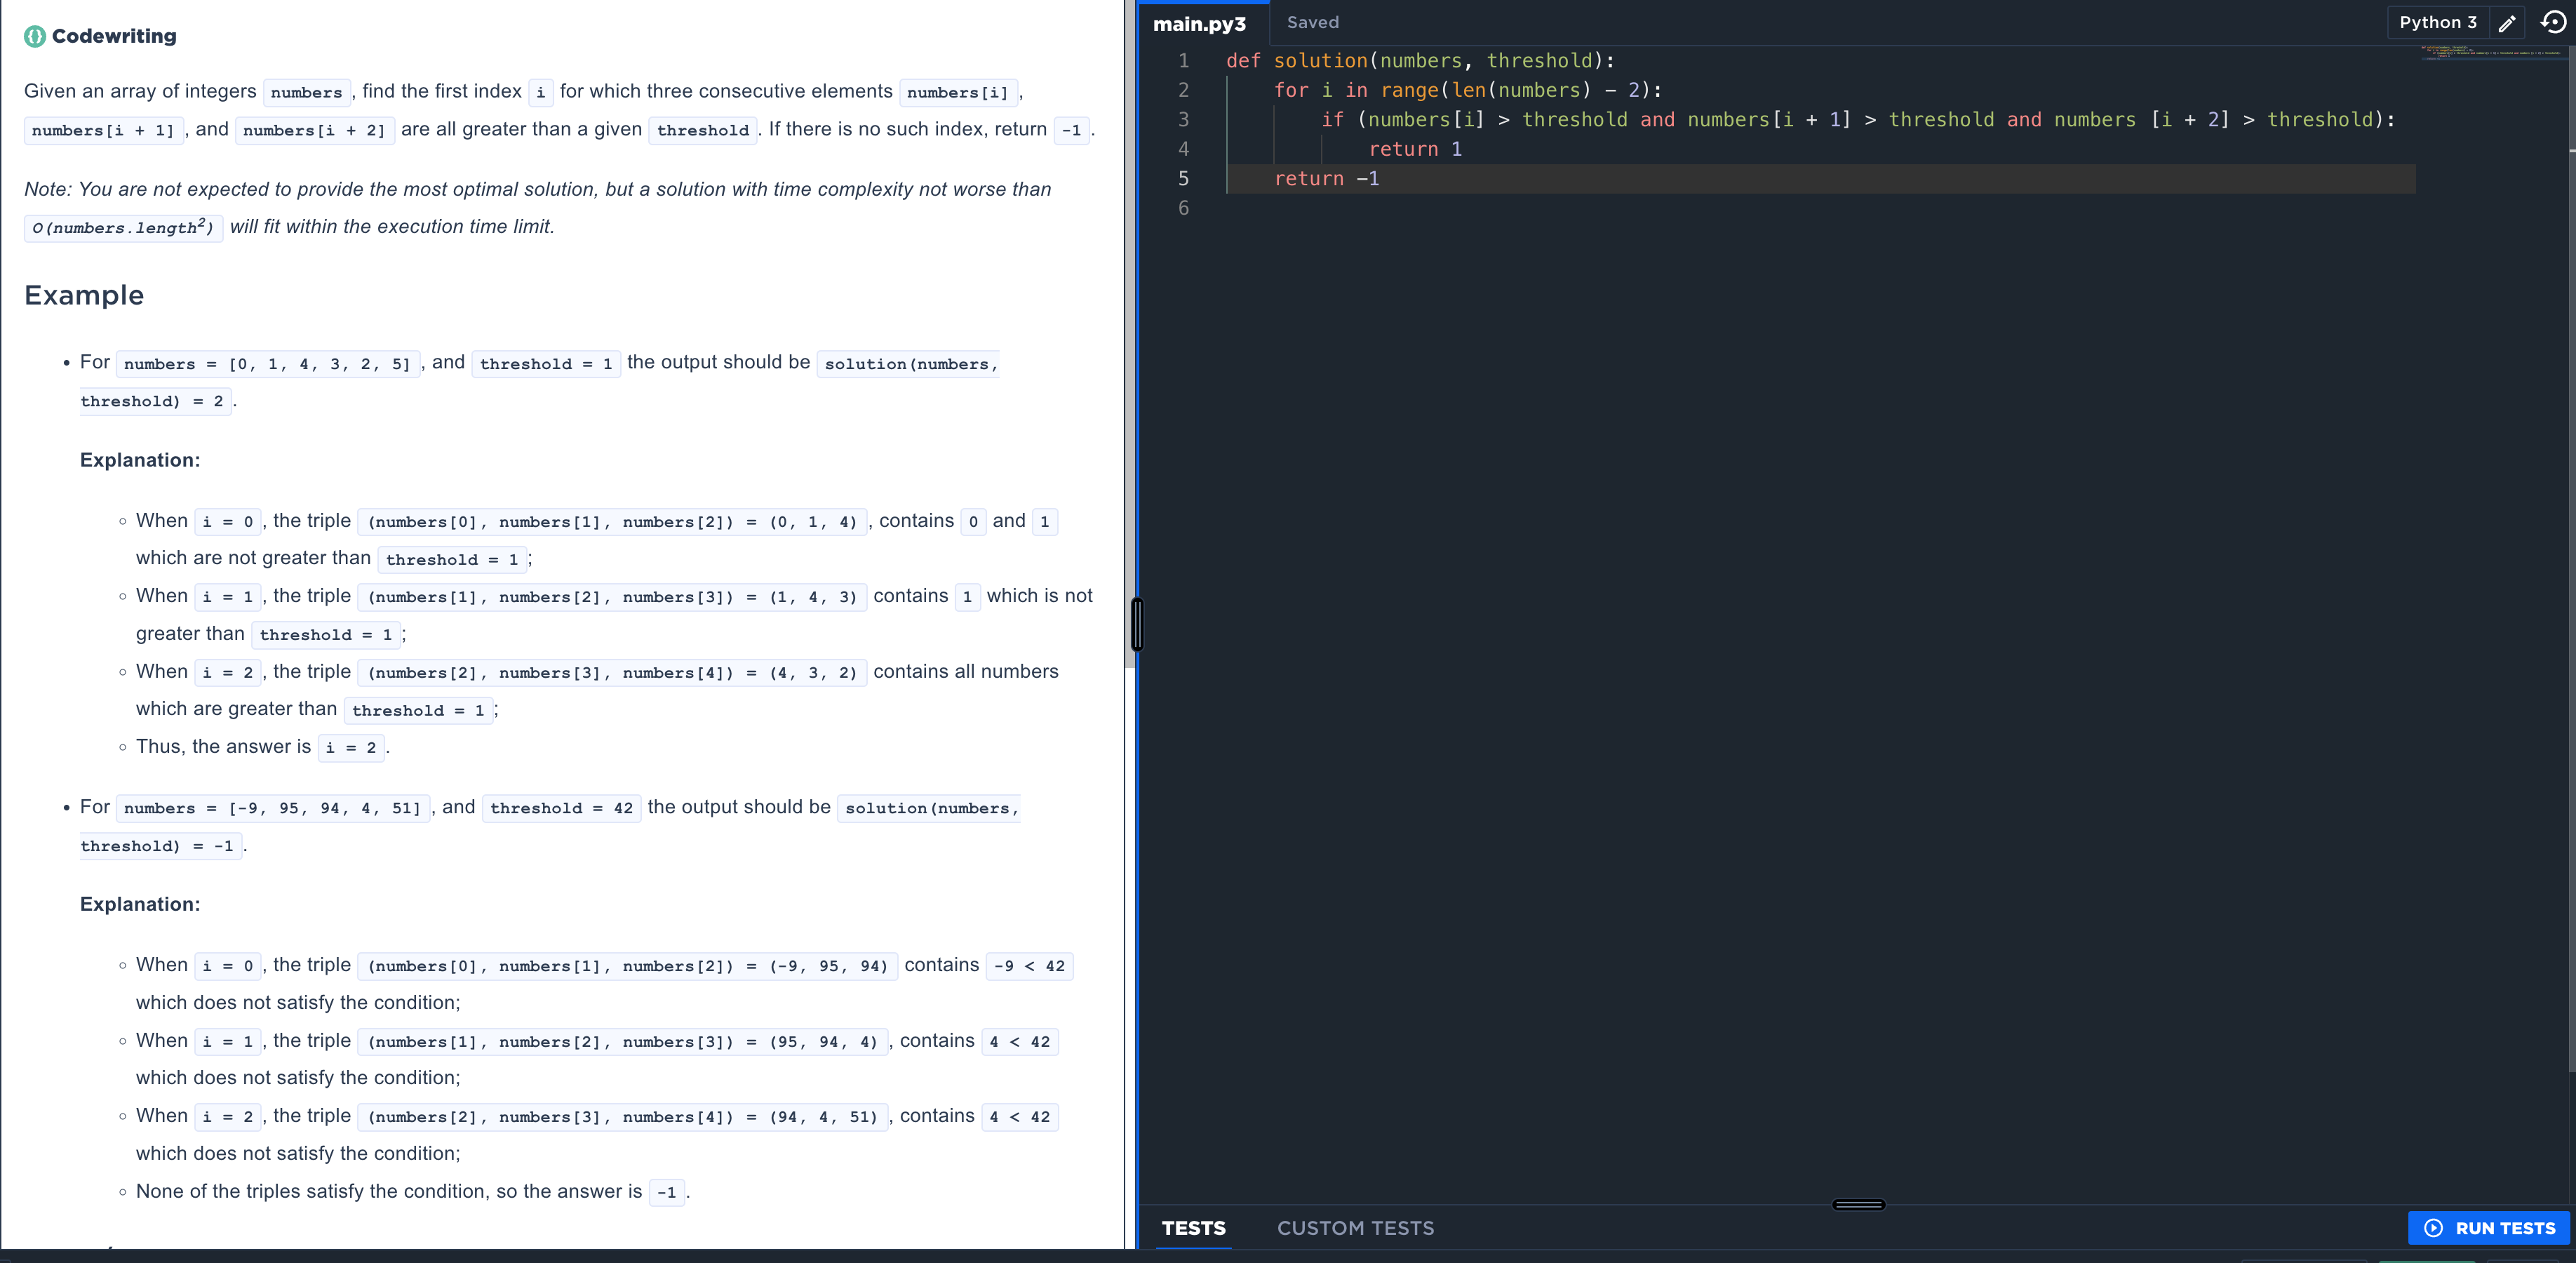 Codewriting
Given an array of integers numbers , find the first index i for which three consecutive elements numbers[i] ,
numbers[i + 1] , and numbers[i + 2] are all greater than a given threshold . If there is no such index, return -1 .
Note: You are not expected to provide the most optimal solution, but a solution with time complexity not worse than
O(numbers.length²) will fit within the execution time limit.
Example
• For numbers = [0, 1, 4, 3, 2, 5] , and threshold = 1 the output should be solution(numbers,
threshold) = 2 .
Explanation:
◦ When i = 0 , the triple (numbers[0], numbers[1], numbers[2]) = (0, 1, 4) , contains 0 and 1
which are not greater than threshold = 1 ;
◦ When i = 1 , the triple (numbers[1], numbers[2], numbers[3]) = (1, 4, 3) contains 1 which is not
greater than threshold = 1 ;
◦ When i = 2 , the triple (numbers[2], numbers[3], numbers[4]) = (4, 3, 2) contains all numbers
which are greater than threshold = 1 ;
◦ Thus, the answer is i = 2 .
• For numbers = [-9, 95, 94, 4, 51] , and threshold = 42 the output should be solution(numbers,
threshold) = -1 .
Explanation:
◦ When i = 0 , the triple (numbers[0], numbers[1], numbers[2]) = (-9, 95, 94) contains -9 < 42
which does not satisfy the condition;
◦ When i = 1 , the triple (numbers[1], numbers[2], numbers[3]) = (95, 94, 4) , contains 4 < 42
which does not satisfy the condition;
◦ When i = 2 , the triple (numbers[2], numbers[3], numbers[4]) = (94, 4, 51) , contains 4 < 42
which does not satisfy the condition;
◦ None of the triples satisfy the condition, so the answer is -1 .
main.py3 Saved Python 3
1 def solution(numbers, threshold):
2     for i in range(len(numbers) - 2):
3         if (numbers[i] > threshold and numbers[i + 1] > threshold and numbers [i + 2] > threshold):
4             return 1
5     return -1
6
TESTS CUSTOM TESTS RUN TESTS